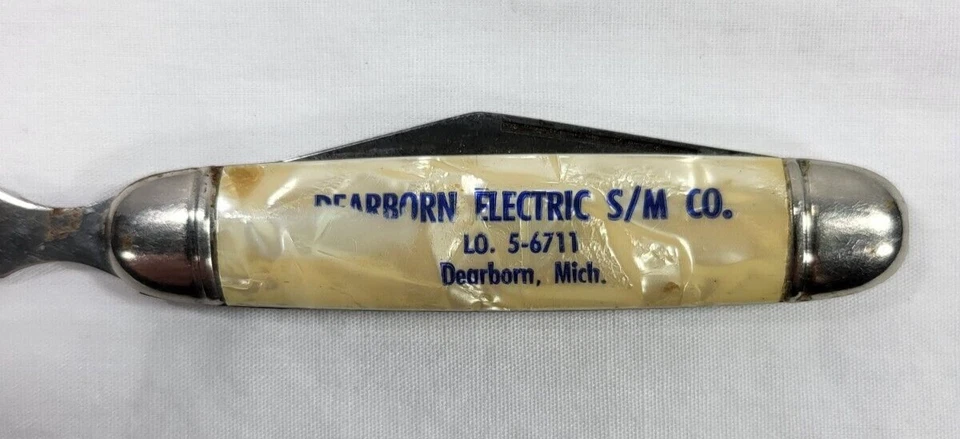 DEARBORN ELECTRIC S/M CO.
LO. 5-6711
Dearborn, Mich.